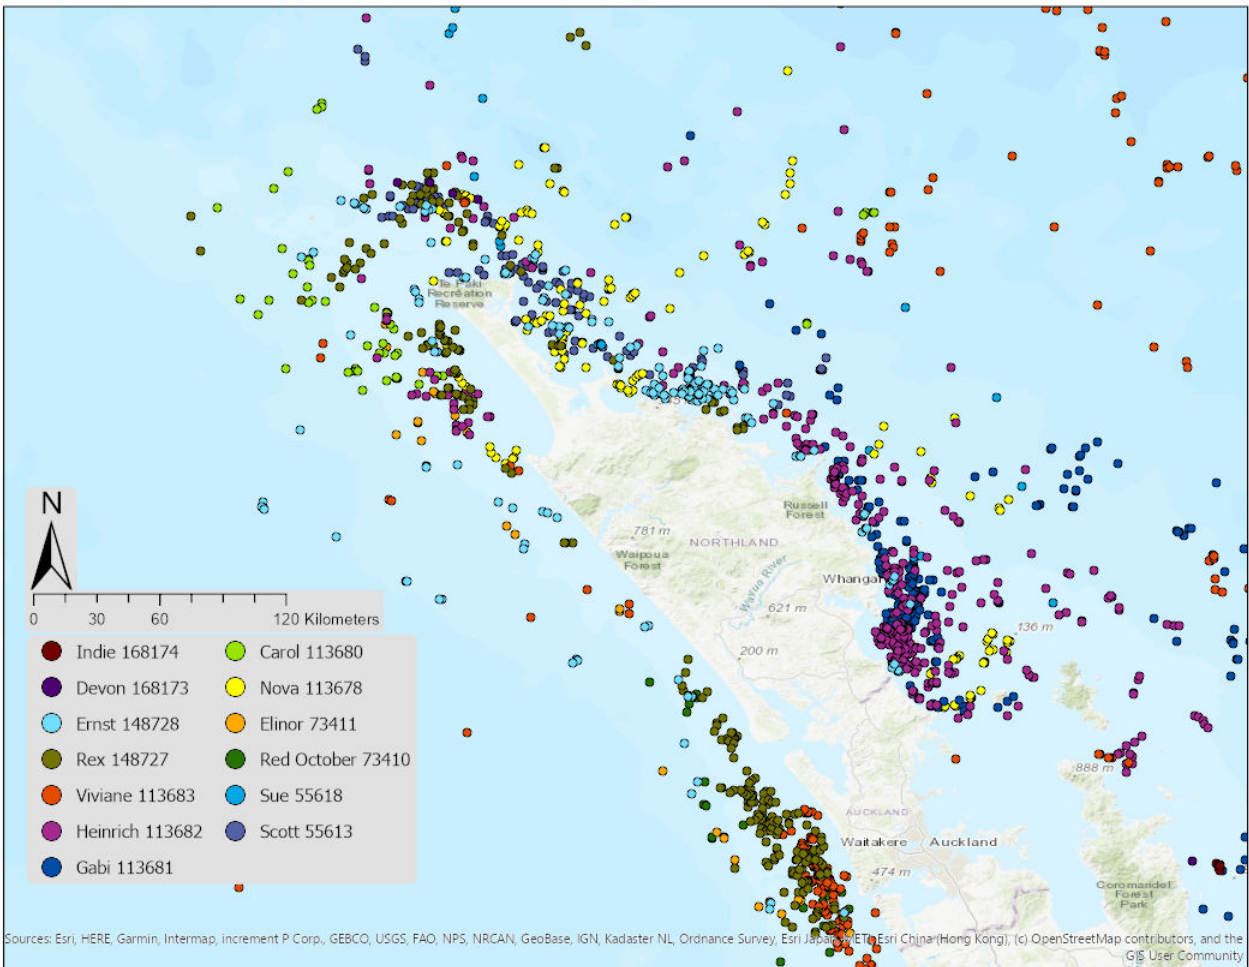 Te Paki
Recreation
Reserve
Russell
Forest
781 m
NORTHLAND
Waipoua
Forest
Wairua River
Whangar
621 m
136 m
200 m
N
0 30 60 120 Kilometers
Indie 168174
Devon 168173
Ernst 148728
Rex 148727
Viviane 113683
Heinrich 113682
Gabi 113681
Carol 113680
Nova 113678
Elinor 73411
Red October 73410
Sue 55618
Scott 55613
888 m
AUCKLAND
Waitakere Auckland
474 m
Coromandel
Forest
Park
Sources: Esri, HERE, Garmin, Intermap, increment P Corp., GEBCO, USGS, FAO, NPS, NRCAN, GeoBase, IGN, Kadaster NL, Ordnance Survey, Esri Japan, METI, Esri China (Hong Kong), (c) OpenStreetMap contributors, and the
GIS User Community